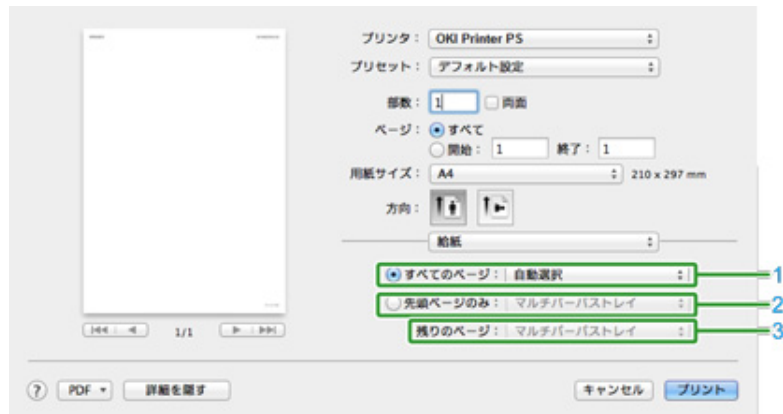 プリンタ： OKI Printer PS
プリセット： デフォルト設定
部数： 1 両面
ページ： すべて
開始： 1 終了： 1
用紙サイズ： A4 210 x 297 mm
方向：
給紙
すべてのページ： 自動選択 1
先頭ページのみ： マルチパーパストレイ 2
残りのページ： マルチパーパストレイ 3
1/1
? PDF 詳細を隠す キャンセル プリント